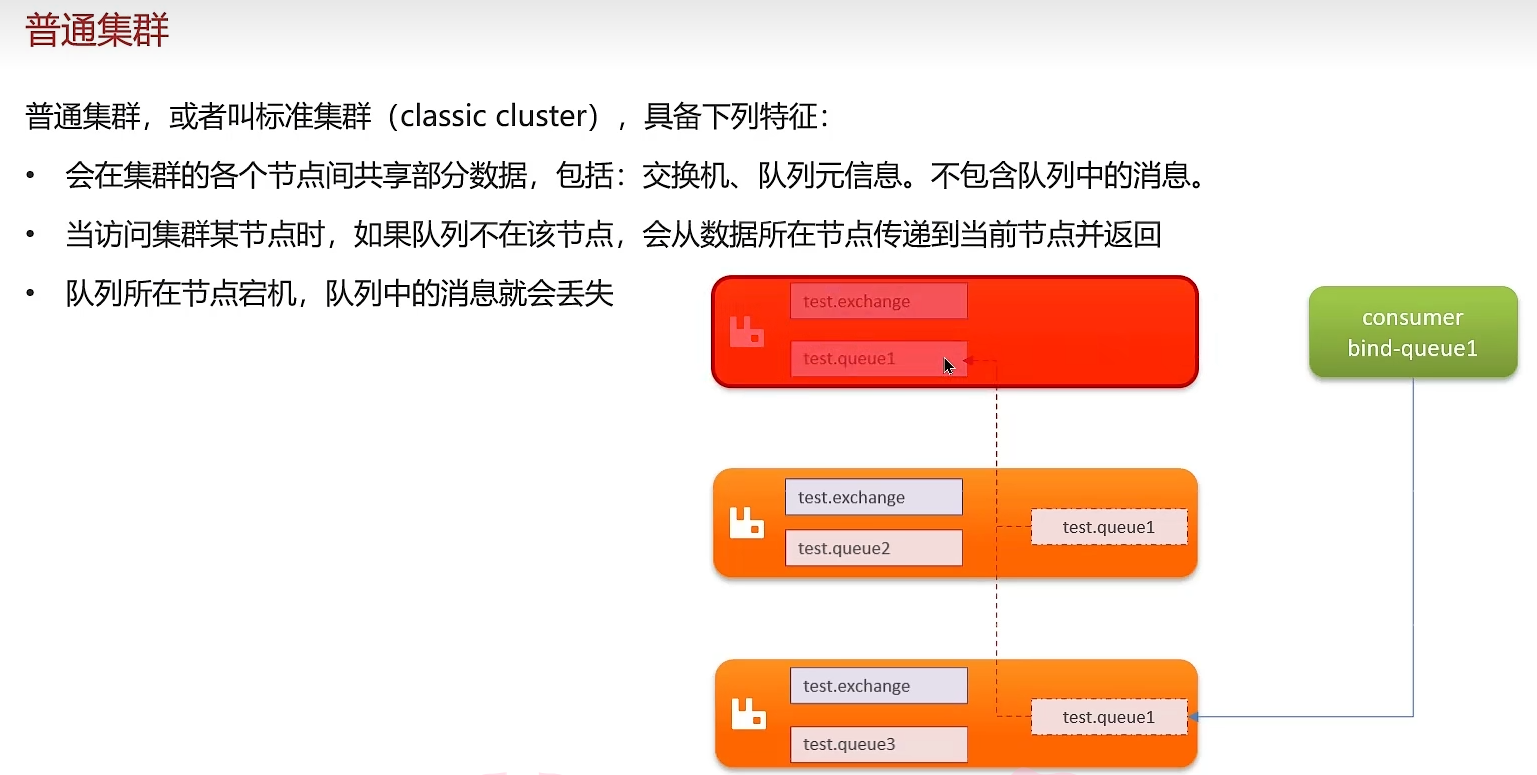 普通集群
普通集群，或者叫标准集群（classic cluster），具备下列特征：
• 会在集群的各个节点间共享部分数据，包括：交换机、队列元信息。不包含队列中的消息。
• 当访问集群某节点时，如果队列不在该节点，会从数据所在节点传递到当前节点并返回
• 队列所在节点宕机，队列中的消息就会丢失
test.exchange
test.queue1
consumer
bind-queue1
test.exchange
test.queue2
test.queue1
test.exchange
test.queue3
test.queue1